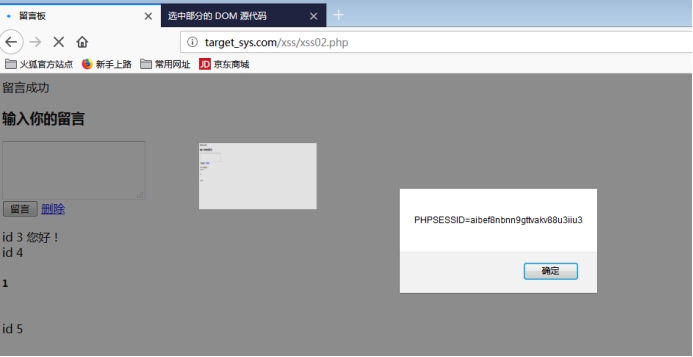 留言板
选中部分的 DOM 源代码
target_sys.com/xss/xss02.php
火狐官方站点 新手上路 常用网址 JD 京东商城
留言成功
输入你的留言
留言 删除
id 3 您好！
id 4
1
id 5
PHPSESSID=aibef8nbnn9gttvakv88u3iiu3
确定